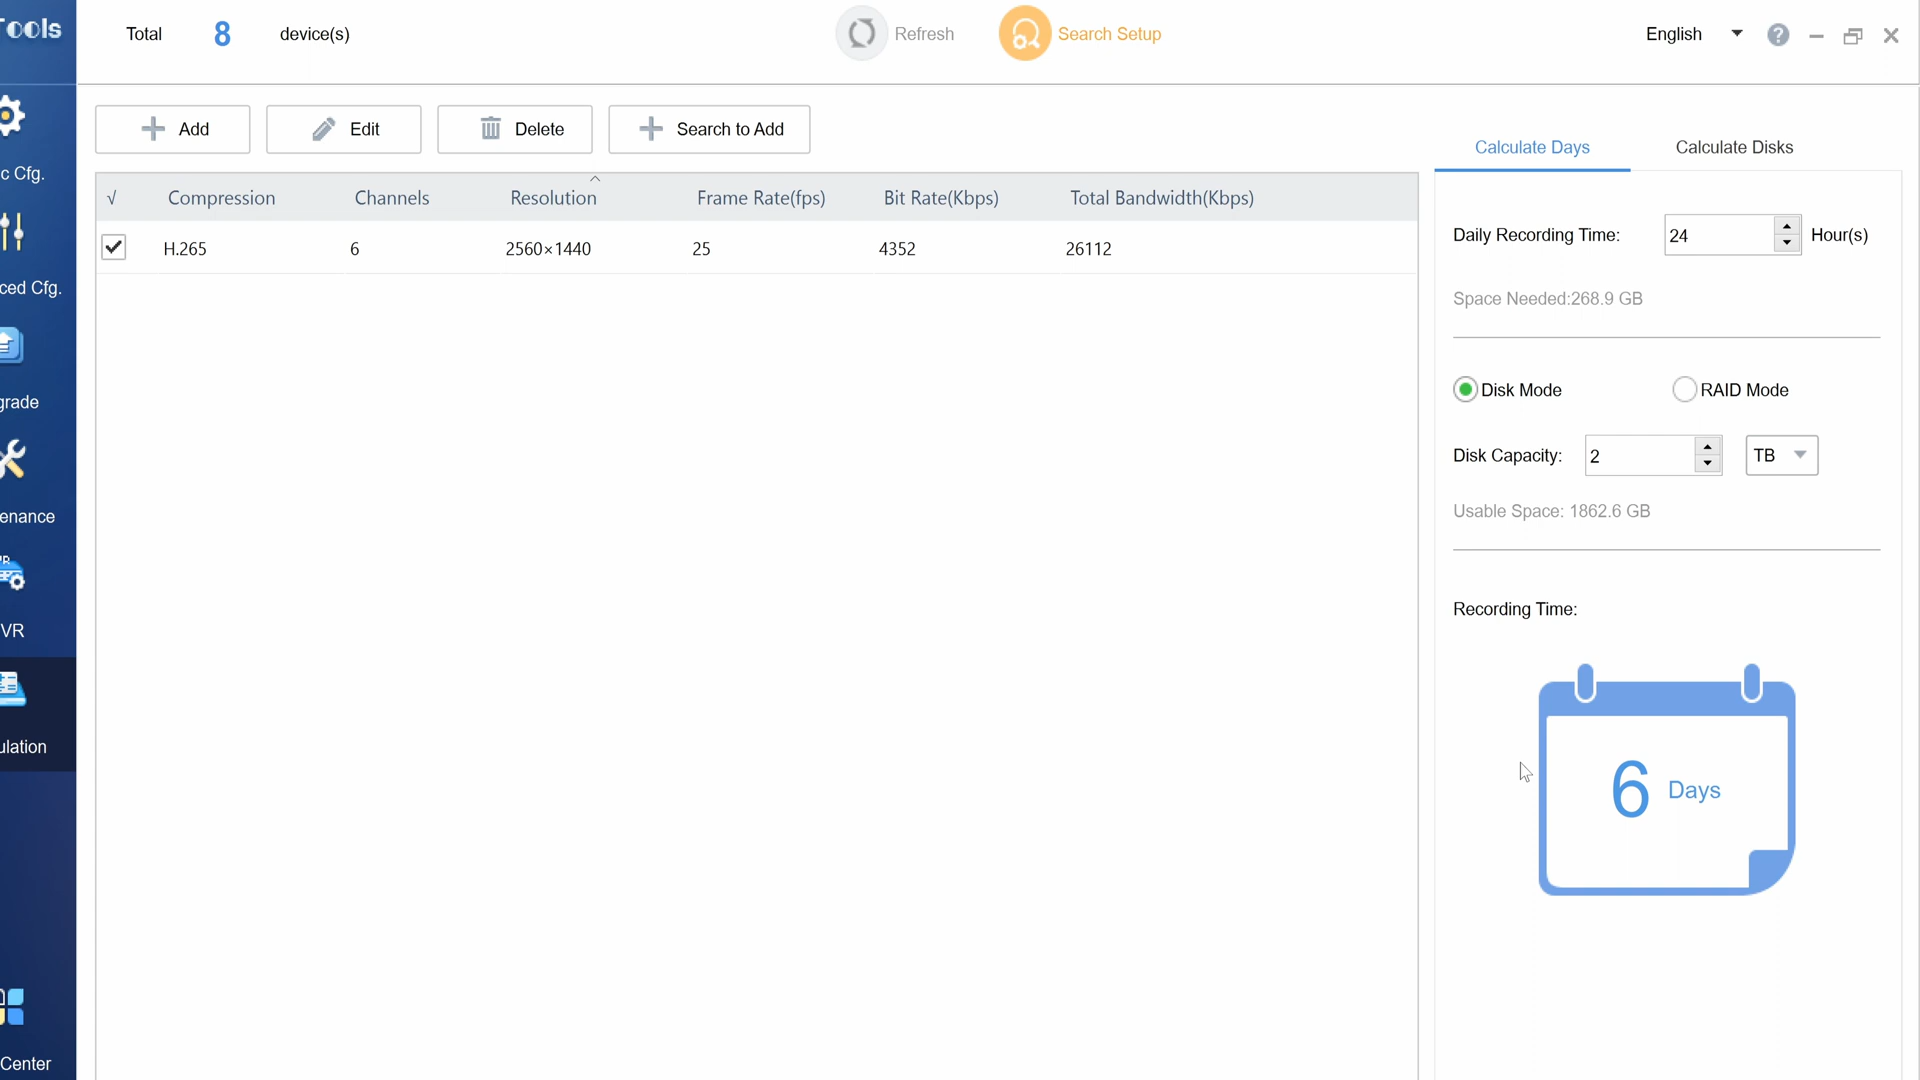 Tools
Total 8 device(s)
Refresh
Search Setup
English
c Cfg.
ced Cfg.
grade
enance
VR
ulation
Center
Add
Edit
Delete
Search to Add
√ Compression Channels Resolution Frame Rate(fps) Bit Rate(Kbps) Total Bandwidth(Kbps)
H.265 6 2560×1440 25 4352 26112
Calculate Days Calculate Disks
Daily Recording Time: 24 Hour(s)
Space Needed:268.9 GB
Disk Mode RAID Mode
Disk Capacity: 2 TB
Usable Space: 1862.6 GB
Recording Time:
6 Days